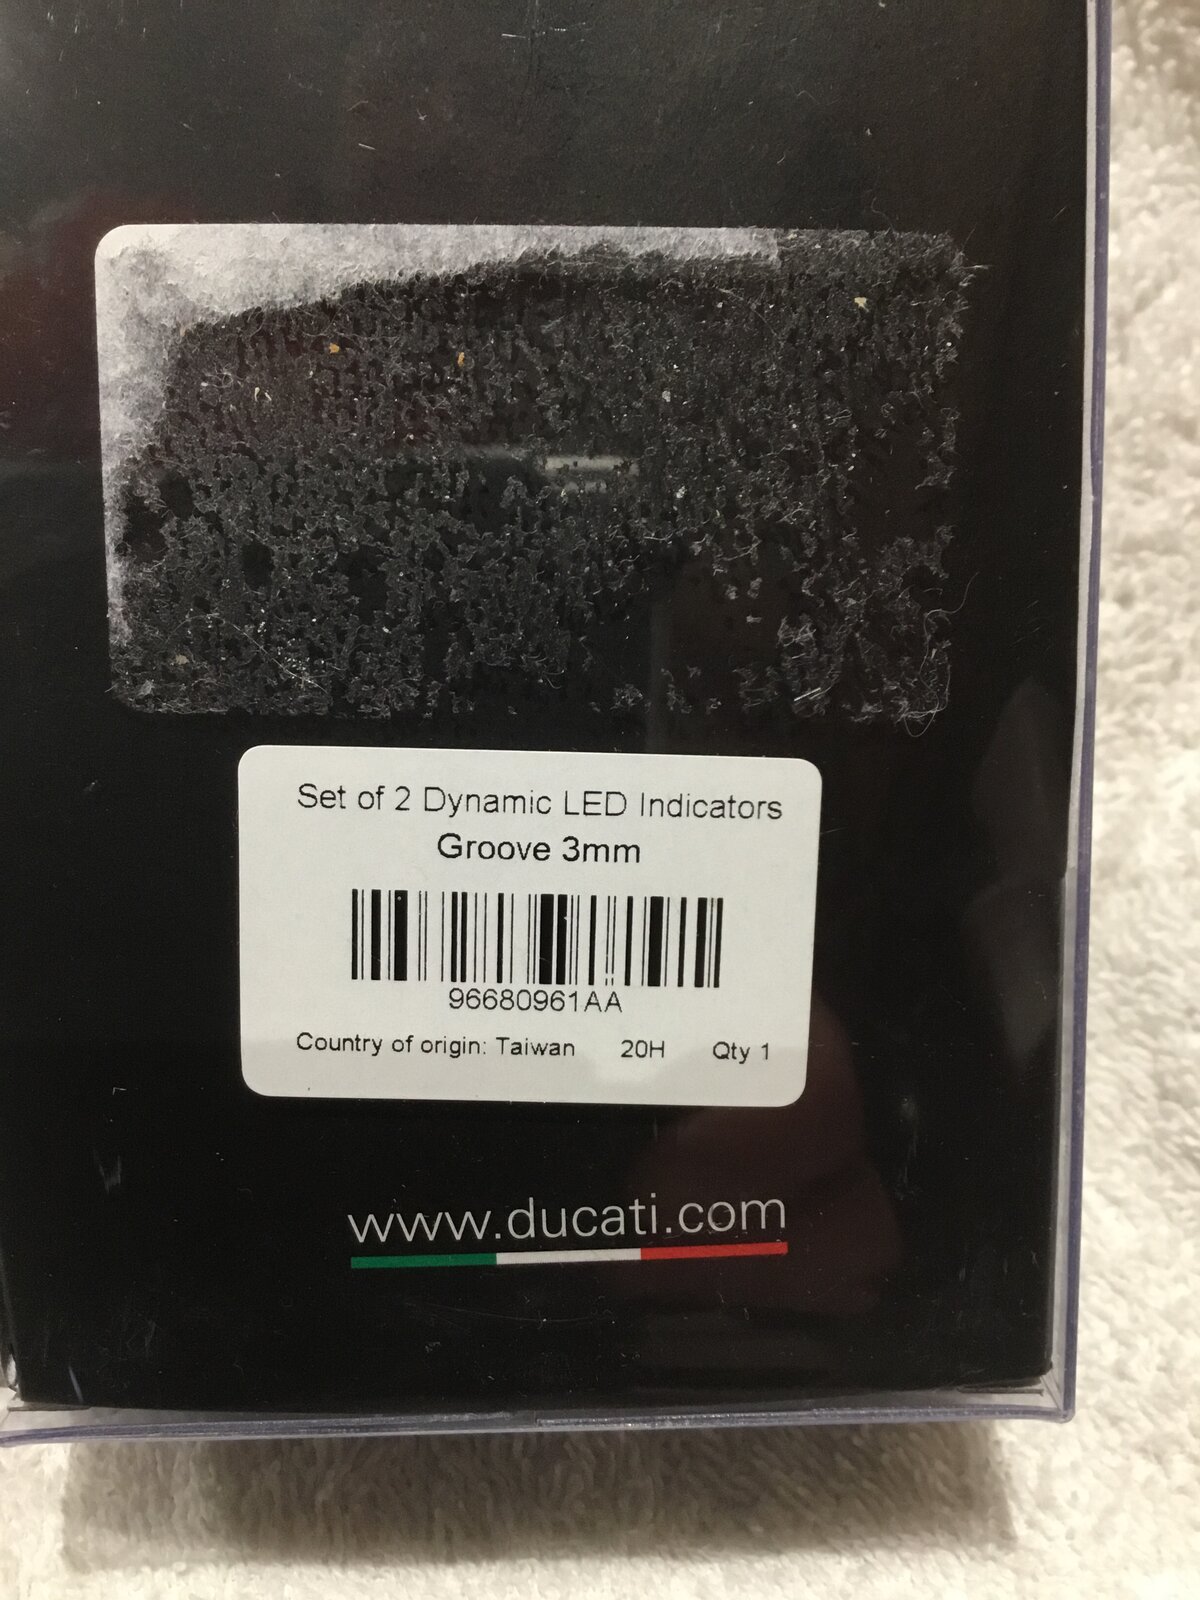 Set of 2 Dynamic LED Indicators
Groove 3mm
96680961AA
Country of origin: Taiwan 20H Qty 1
www.ducati.com